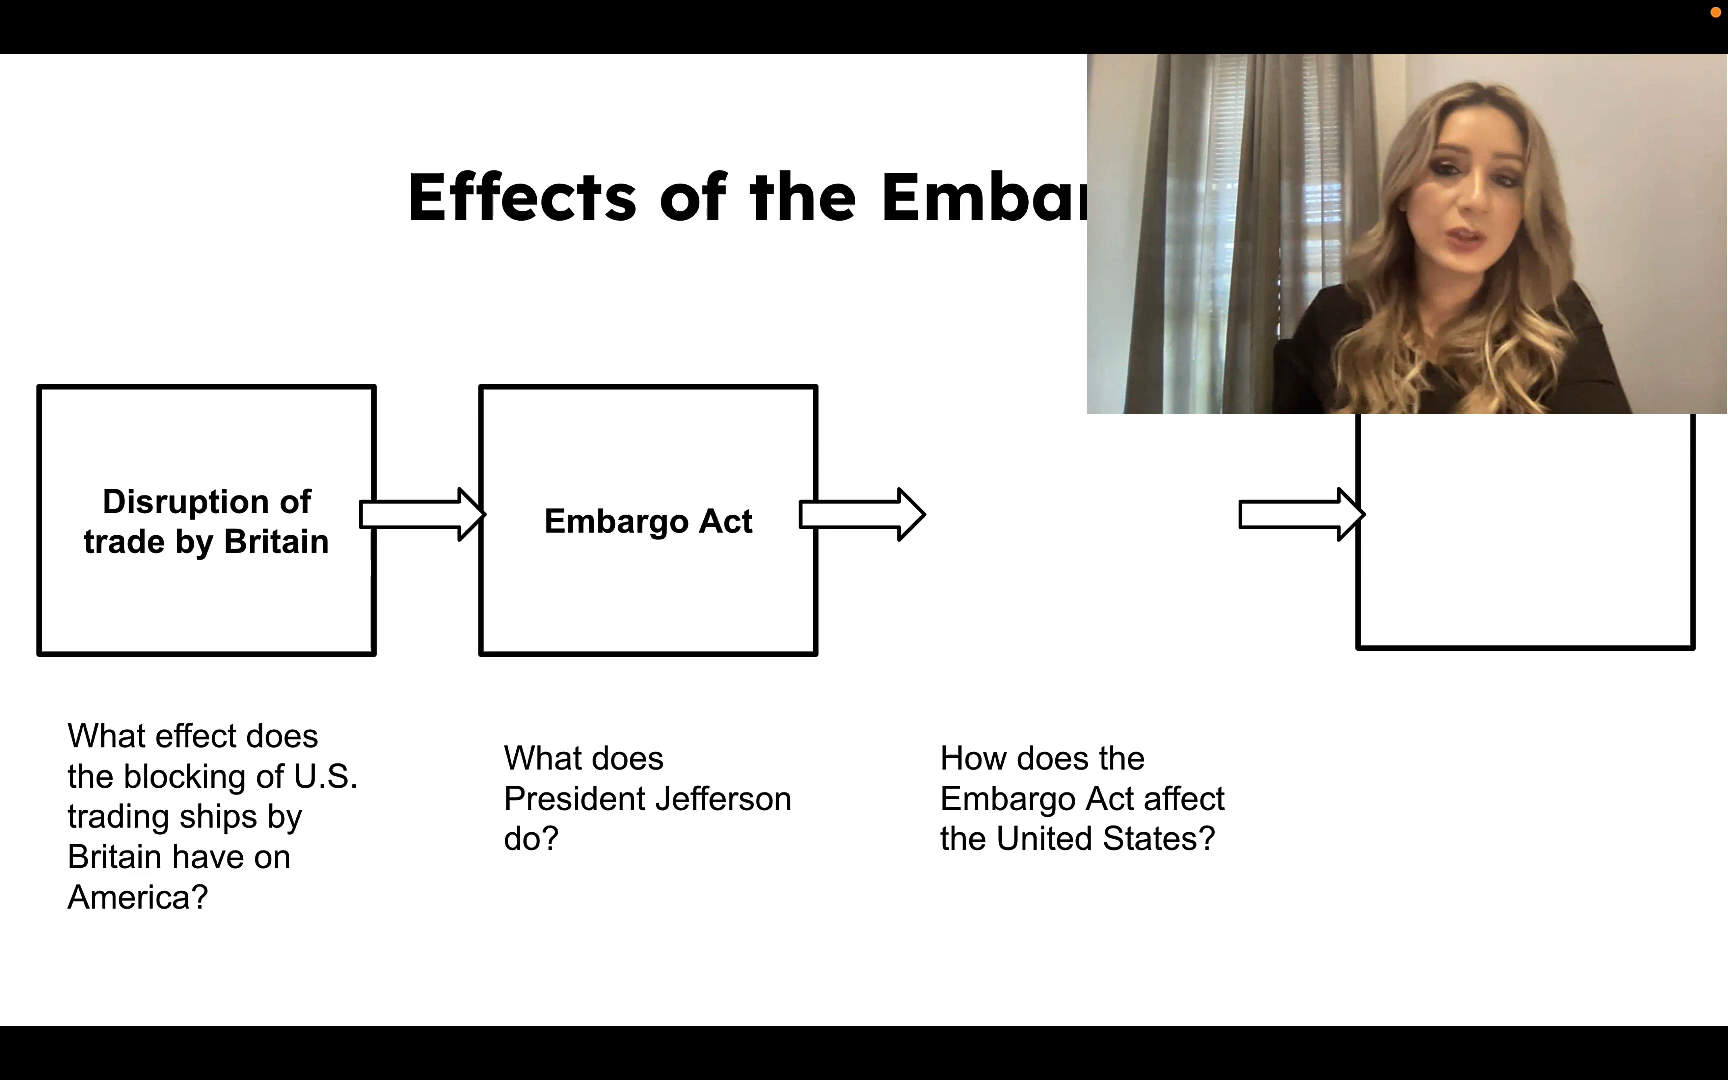 Effects of the
Disruption of
trade by Britain
Embargo Act
What effect does
the blocking of U.S.
trading ships by
Britain have on
America?
What does
President Jefferson
do?
How does the
Embargo Act affect
the United States?